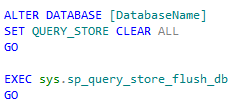 ALTER DATABASE [DatabaseName]
SET QUERY_STORE CLEAR ALL
GO
EXEC sys.sp_query_store_flush_db
GO